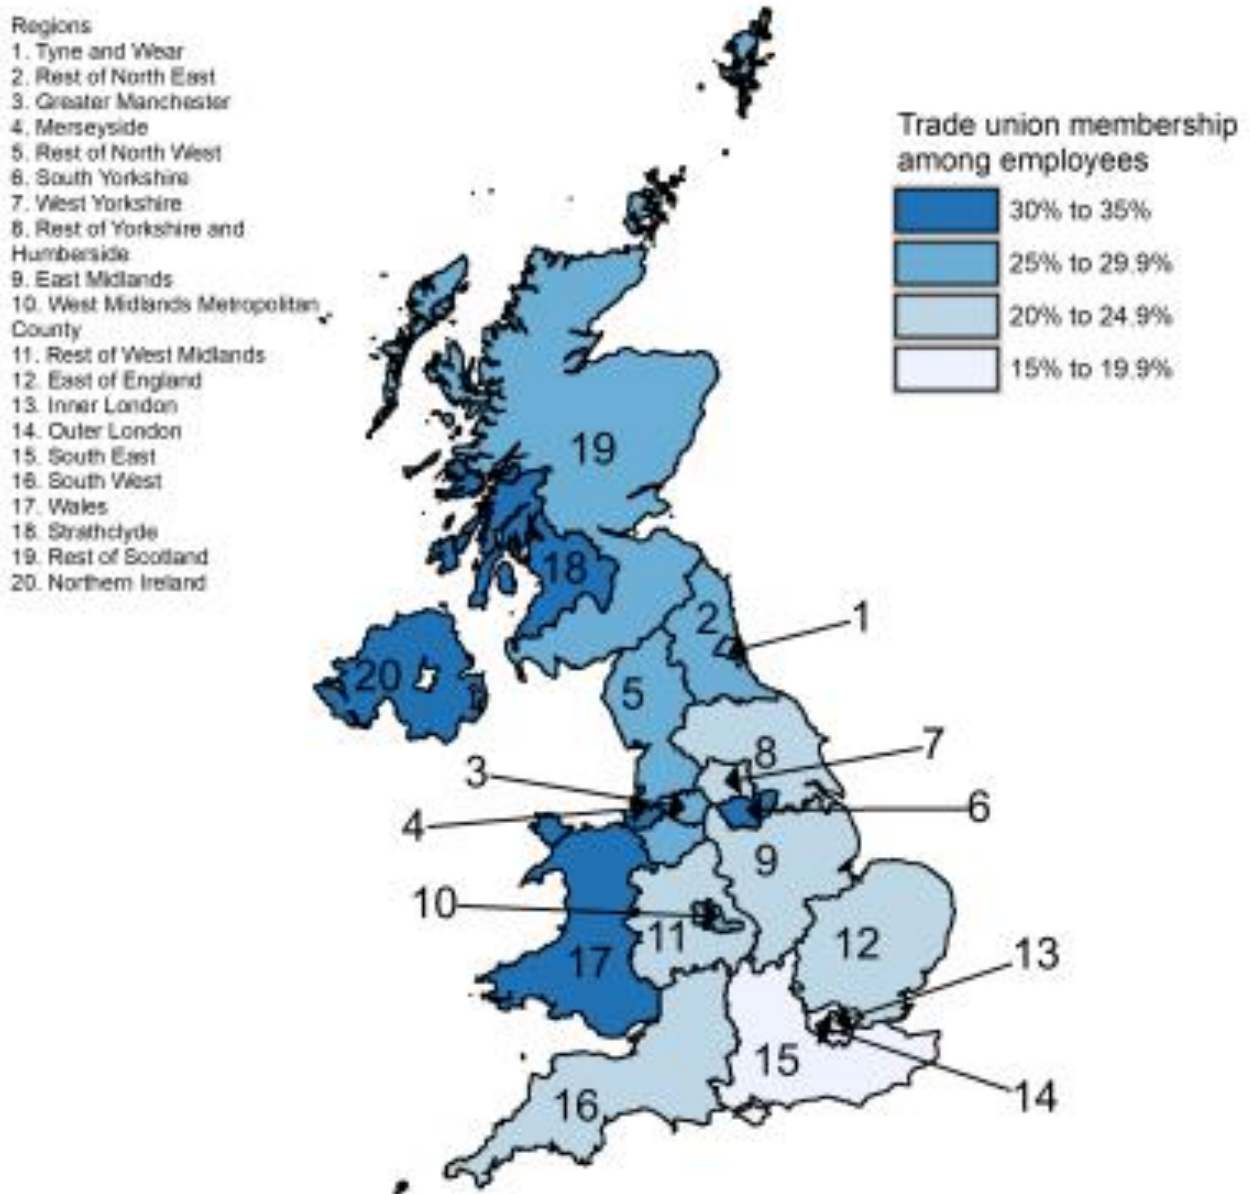 Regions
1. Tyne and Wear
2. Rest of North East
3. Greater Manchester
4. Merseyside
5. Rest of North West
6. South Yorkshire
7. West Yorkshire
8. Rest of Yorkshire and
Humberside
9. East Midlands
10. West Midlands Metropolitan
County
11. Rest of West Midlands
12. East of England
13. Inner London
14. Outer London
15. South East
16. South West
17. Wales
18. Strathclyde
19. Rest of Scotland
20. Northern Ireland
Trade union membership
among employees
30% to 35%
25% to 29.9%
20% to 24.9%
15% to 19.9%
19
18
2
1
20
5
8
7
3
4
6
9
10
11
12
17
13
15
14
16